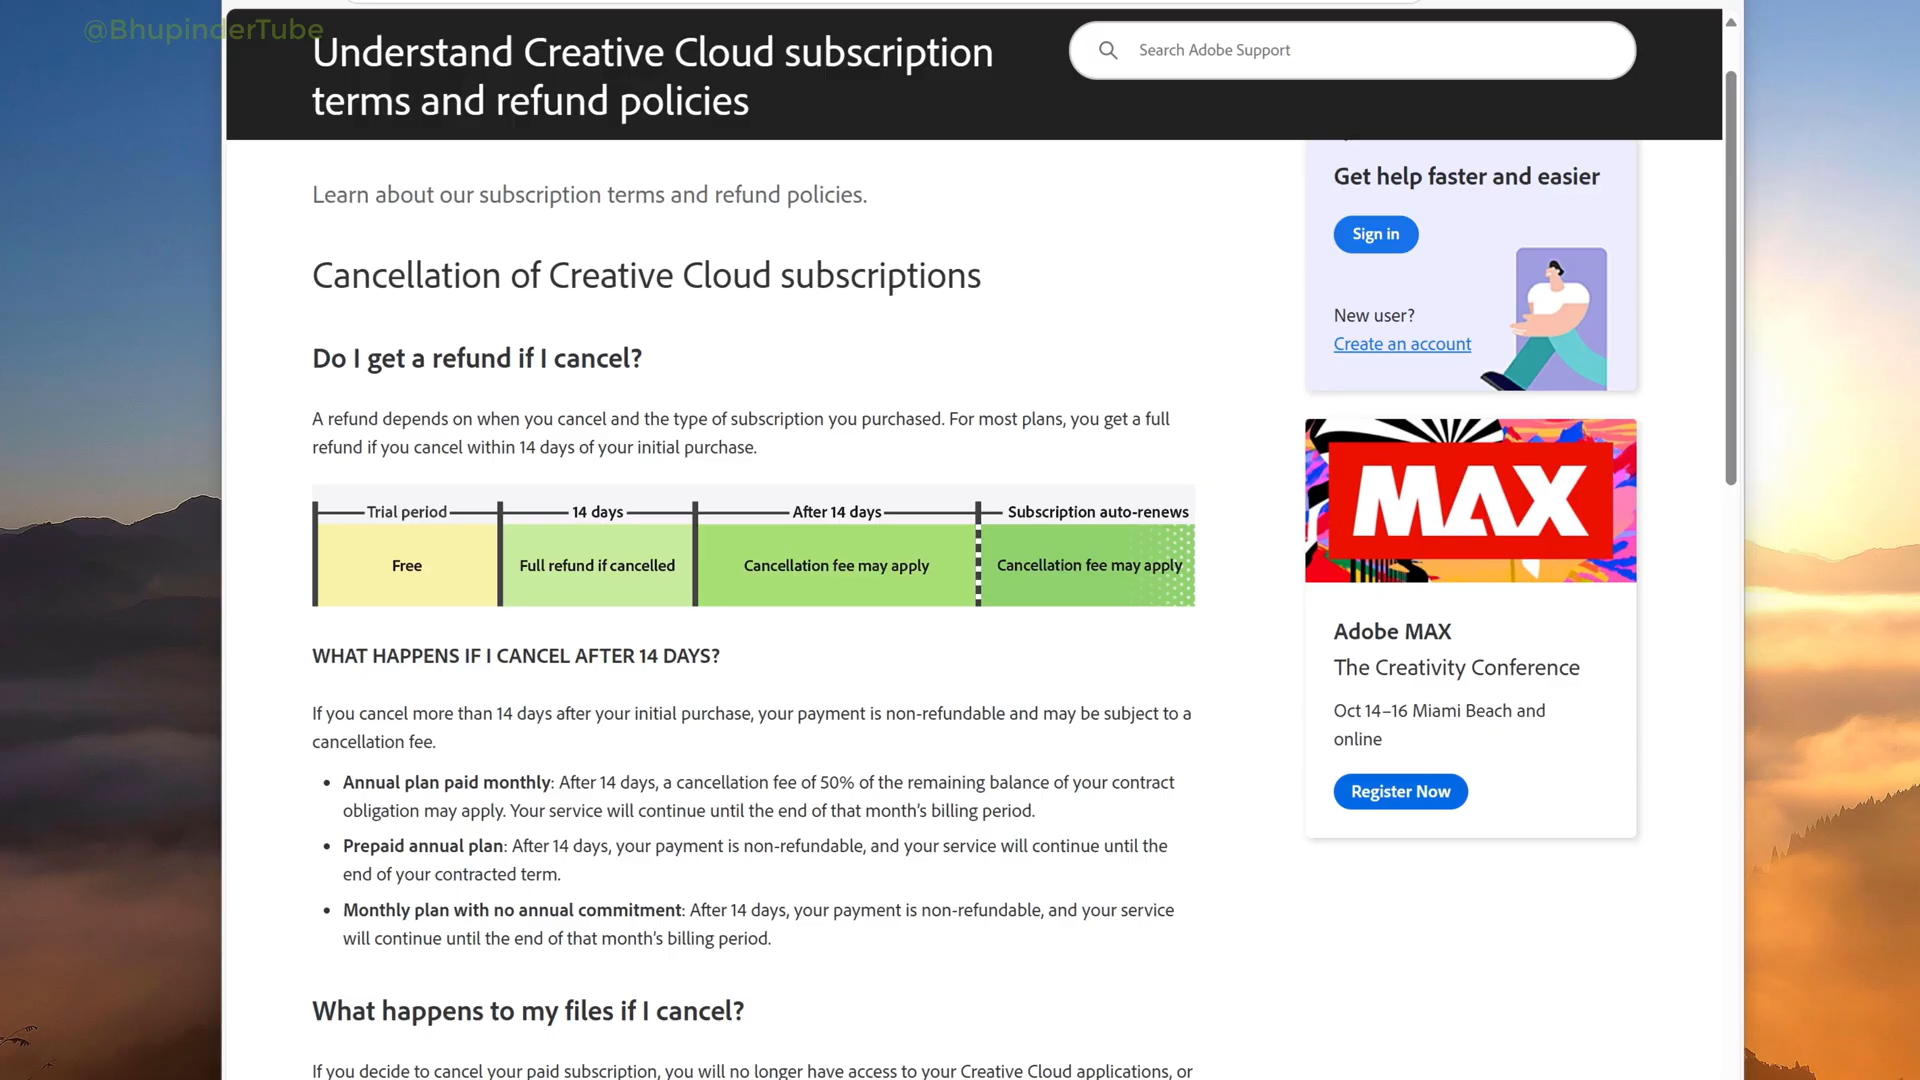 @BhupinderTube
Understand Creative Cloud subscription
terms and refund policies
Search Adobe Support
Learn about our subscription terms and refund policies.
Cancellation of Creative Cloud subscriptions
Do I get a refund if I cancel?
A refund depends on when you cancel and the type of subscription you purchased. For most plans, you get a full
refund if you cancel within 14 days of your initial purchase.
Trial period
14 days
After 14 days
Subscription auto-renews
Free
Full refund if cancelled
Cancellation fee may apply
Cancellation fee may apply
WHAT HAPPENS IF I CANCEL AFTER 14 DAYS?
If you cancel more than 14 days after your initial purchase, your payment is non-refundable and may be subject to a
cancellation fee.
• Annual plan paid monthly: After 14 days, a cancellation fee of 50% of the remaining balance of your contract
obligation may apply. Your service will continue until the end of that month's billing period.
• Prepaid annual plan: After 14 days, your payment is non-refundable, and your service will continue until the
end of your contracted term.
• Monthly plan with no annual commitment: After 14 days, your payment is non-refundable, and your service
will continue until the end of that month's billing period.
What happens to my files if I cancel?
If you decide to cancel your paid subscription, you will no longer have access to your Creative Cloud applications, or
Get help faster and easier
Sign in
New user?
Create an account
MAX
Adobe MAX
The Creativity Conference
Oct 14–16 Miami Beach and
online
Register Now